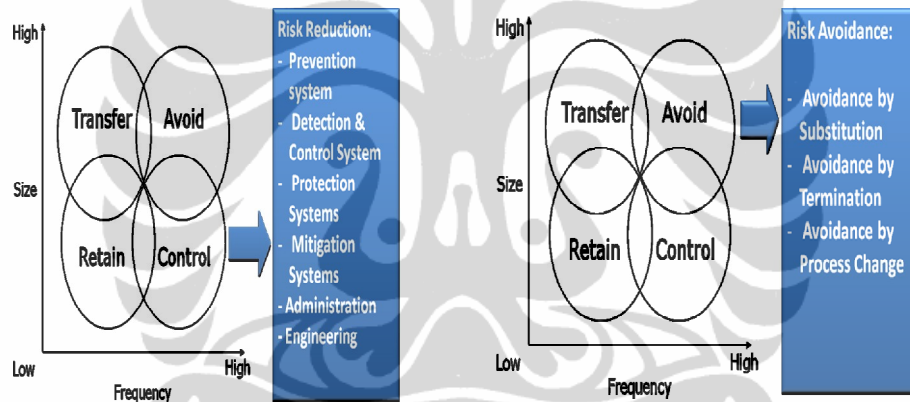 High
Transfer Avoid
Size
Retain Control
Low
High
Frequency
Risk Reduction:
- Prevention
system
- Detection &
Control System
- Protection
Systems
- Mitigation
Systems
- Administration
- Engineering
High
Transfer Avoid
Size
Retain Control
Low
High
Frequency
Risk Avoidance:
- Avoidance by
Substitution
- Avoidance by
Termination
- Avoidance by
Process Change